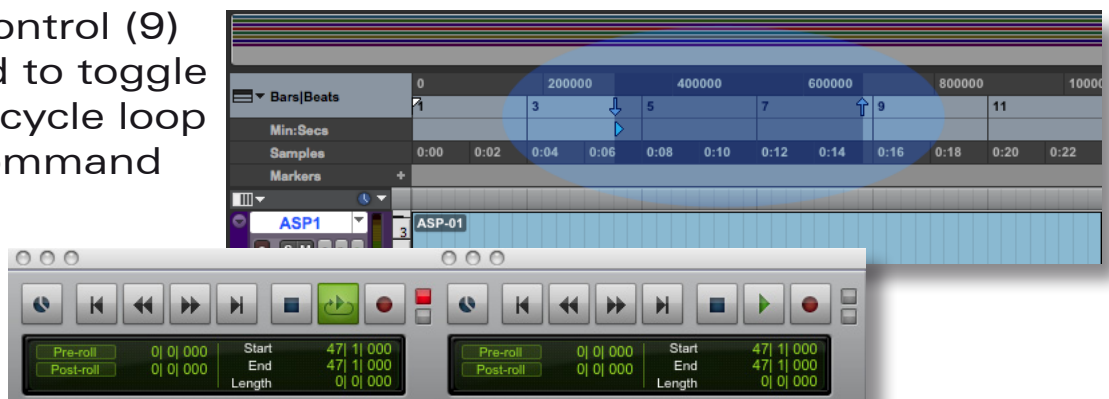 ontrol (9)
d to toggle
cycle loop
ommand
0 200000 400000 600000 800000 10000
Bars|Beats
1 3 5 7 9 11
Min:Secs
Samples 0:00 0:02 0:04 0:06 0:08 0:10 0:12 0:14 0:16 0:18 0:20 0:22
Markers +
ASP1 3 ASP-01
S M
Pre-roll 0| 0| 000 Start 47| 1| 000
Post-roll 0| 0| 000 End 47| 1| 000
Length 0| 0| 000
Pre-roll 0| 0| 000 Start 47| 1| 000
Post-roll 0| 0| 000 End 47| 1| 000
Length 0| 0| 000